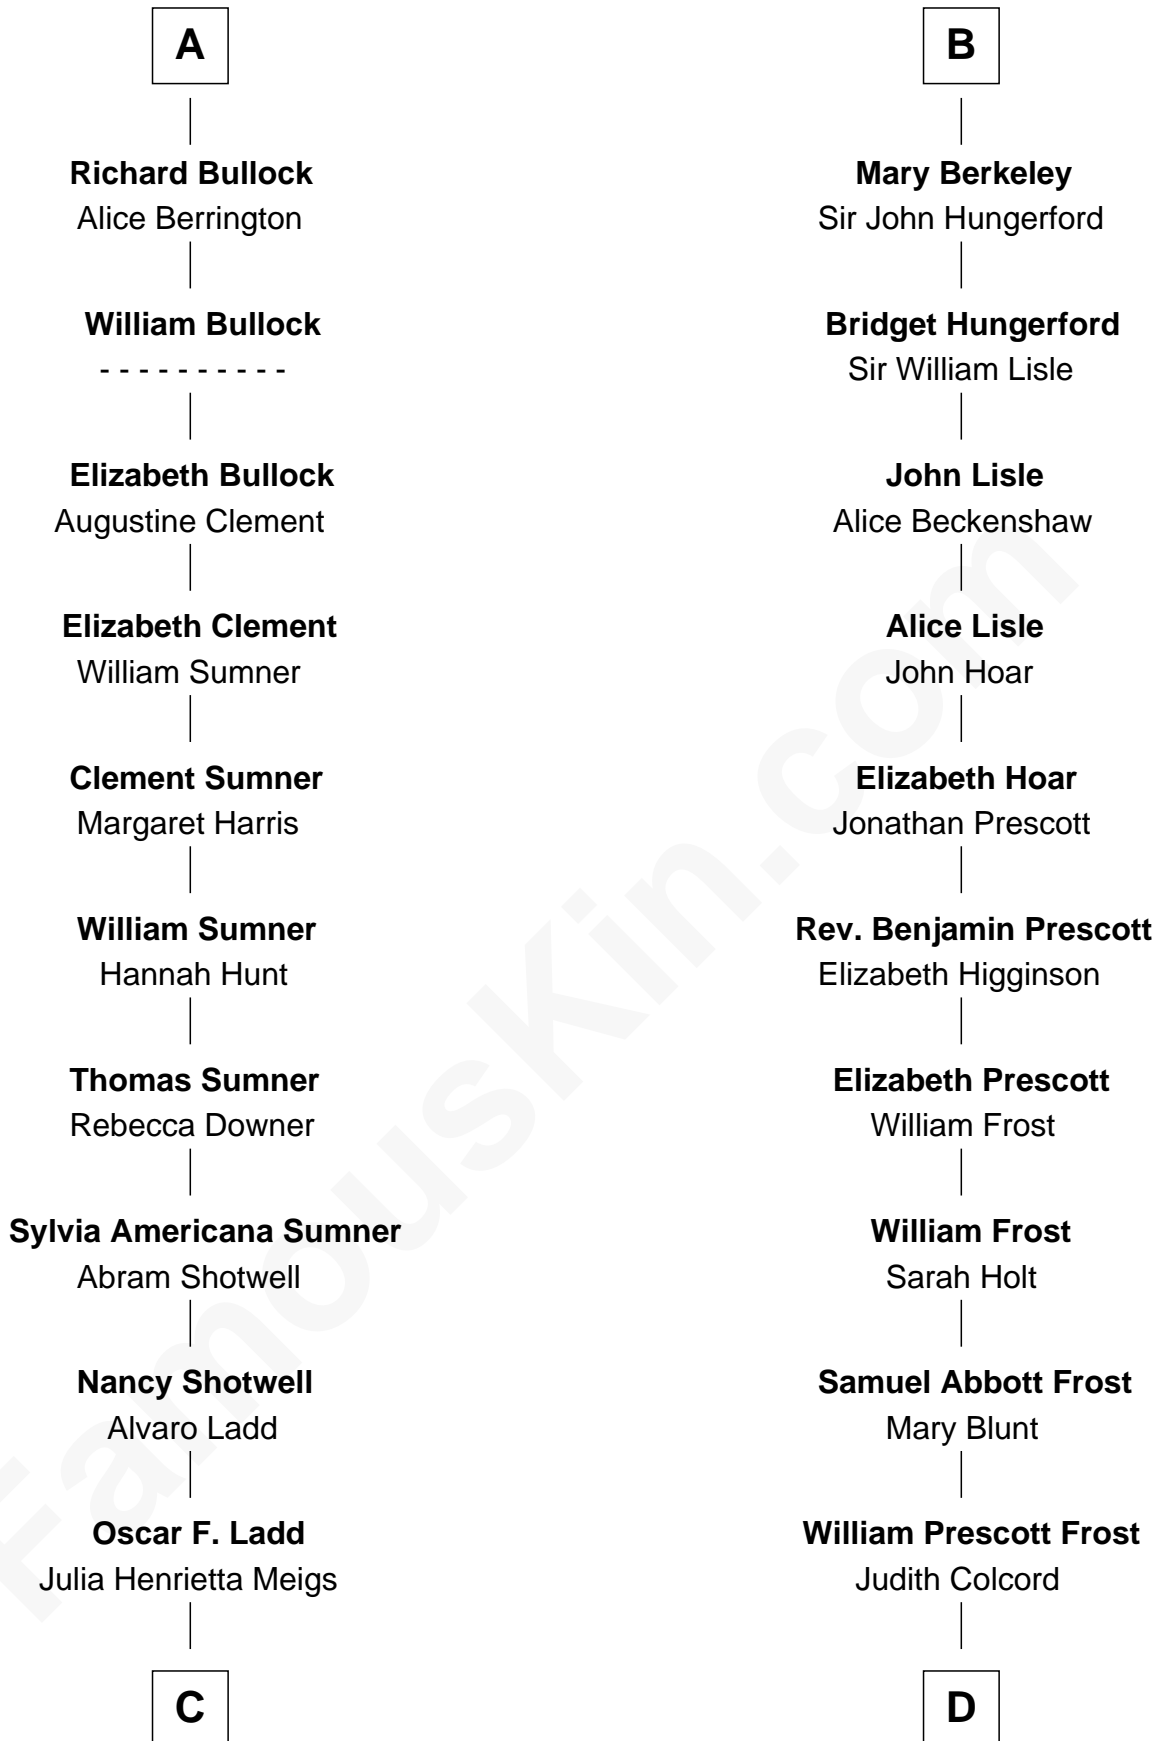 A
Richard Bullock
Alice Berrington
William Bullock
- - - - - - - - - -
Elizabeth Bullock
Augustine Clement
Elizabeth Clement
William Sumner
Clement Sumner
Margaret Harris
William Sumner
Hannah Hunt
Thomas Sumner
Rebecca Downer
Sylvia Americana Sumner
Abram Shotwell
Nancy Shotwell
Alvaro Ladd
Oscar F. Ladd
Julia Henrietta Meigs
C
B
Mary Berkeley
Sir John Hungerford
Bridget Hungerford
Sir William Lisle
John Lisle
Alice Beckenshaw
Alice Lisle
John Hoar
Elizabeth Hoar
Jonathan Prescott
Rev. Benjamin Prescott
Elizabeth Higginson
Elizabeth Prescott
William Frost
William Frost
Sarah Holt
Samuel Abbott Frost
Mary Blunt
William Prescott Frost
Judith Colcord
D
FamousKin.com